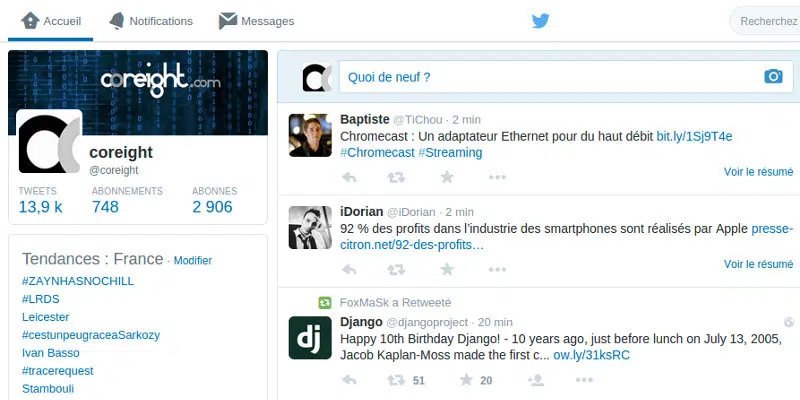 Accueil
Notifications
Messages
Recherchez
coreight.com
coreight
@coreight
TWEETS ABONNEMENTS ABONNÉS
13,9 k 748 2 906
Tendances : France · Modifier
#ZAYNHASNOCHILL
#LRDS
Leicester
#cestunpeugraceaSarkozy
Ivan Basso
#tracerequest
Stambouli
Quoi de neuf ?
Baptiste @TiChou · 2 min
Chromecast : Un adaptateur Ethernet pour du haut débit bit.ly/1Sj9T4e
#Chromecast #Streaming
Voir le résumé
iDorian @iDorian · 2 min
92 % des profits dans l'industrie des smartphones sont réalisés par Apple presse-
citron.net/92-des-profits…
Voir le résumé
FoxMaSk a Retweeté
dj
Django @djangoproject · 20 min
Happy 10th Birthday Django! - 10 years ago, just before lunch on July 13, 2005,
Jacob Kaplan-Moss made the first c... ow.ly/31ksRC
51 20